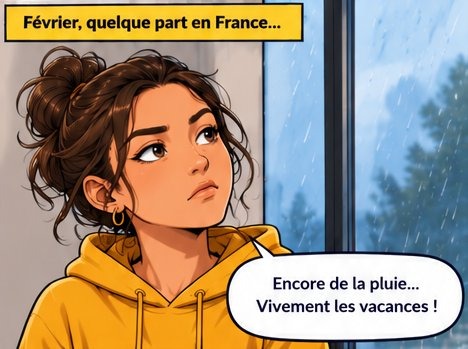 Février, quelque part en France...
Encore de la pluie...
Vivement les vacances !